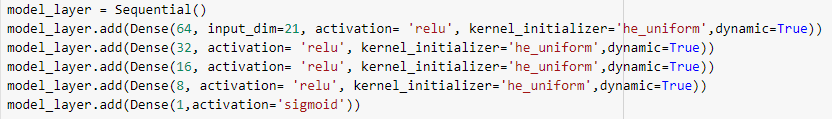 model_layer = Sequential()
model_layer.add(Dense(64, input_dim=21, activation= 'relu', kernel_initializer='he_uniform',dynamic=True))
model_layer.add(Dense(32, activation= 'relu', kernel_initializer='he_uniform',dynamic=True))
model_layer.add(Dense(16, activation= 'relu', kernel_initializer='he_uniform',dynamic=True))
model_layer.add(Dense(8, activation= 'relu', kernel_initializer='he_uniform',dynamic=True))
model_layer.add(Dense(1,activation='sigmoid'))